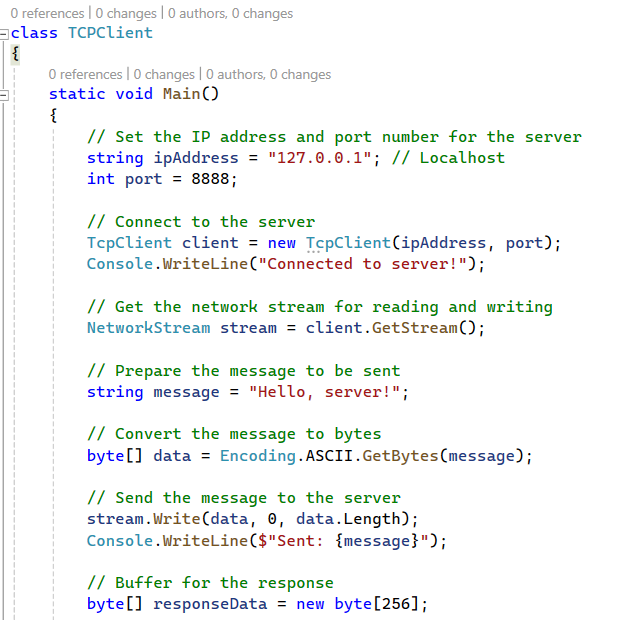 0 references | 0 changes | 0 authors, 0 changes
class TCPClient
{
0 references | 0 changes | 0 authors, 0 changes
static void Main()
{
// Set the IP address and port number for the server
string ipAddress = "127.0.0.1"; // Localhost
int port = 8888;
// Connect to the server
TcpClient client = new TcpClient(ipAddress, port);
Console.WriteLine("Connected to server!");
// Get the network stream for reading and writing
NetworkStream stream = client.GetStream();
// Prepare the message to be sent
string message = "Hello, server!";
// Convert the message to bytes
byte[] data = Encoding.ASCII.GetBytes(message);
// Send the message to the server
stream.Write(data, 0, data.Length);
Console.WriteLine($"Sent: {message}");
// Buffer for the response
byte[] responseData = new byte[256];